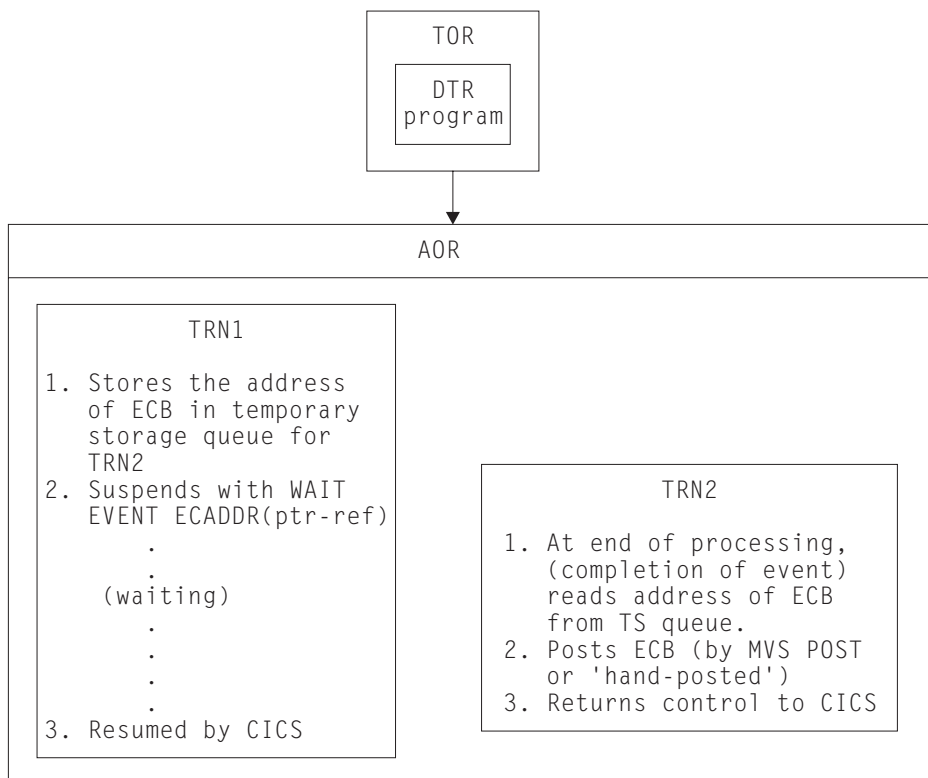 TOR
DTR
program
AOR
TRN1
1. Stores the address
of ECB in temporary
storage queue for
TRN2
2. Suspends with WAIT
EVENT ECADDR(ptr-ref)
.
.
(waiting)
.
.
.
.
3. Resumed by CICS
TRN2
1. At end of processing,
(completion of event)
reads address of ECB
from TS queue.
2. Posts ECB (by MVS POST
or 'hand-posted')
3. Returns control to CICS